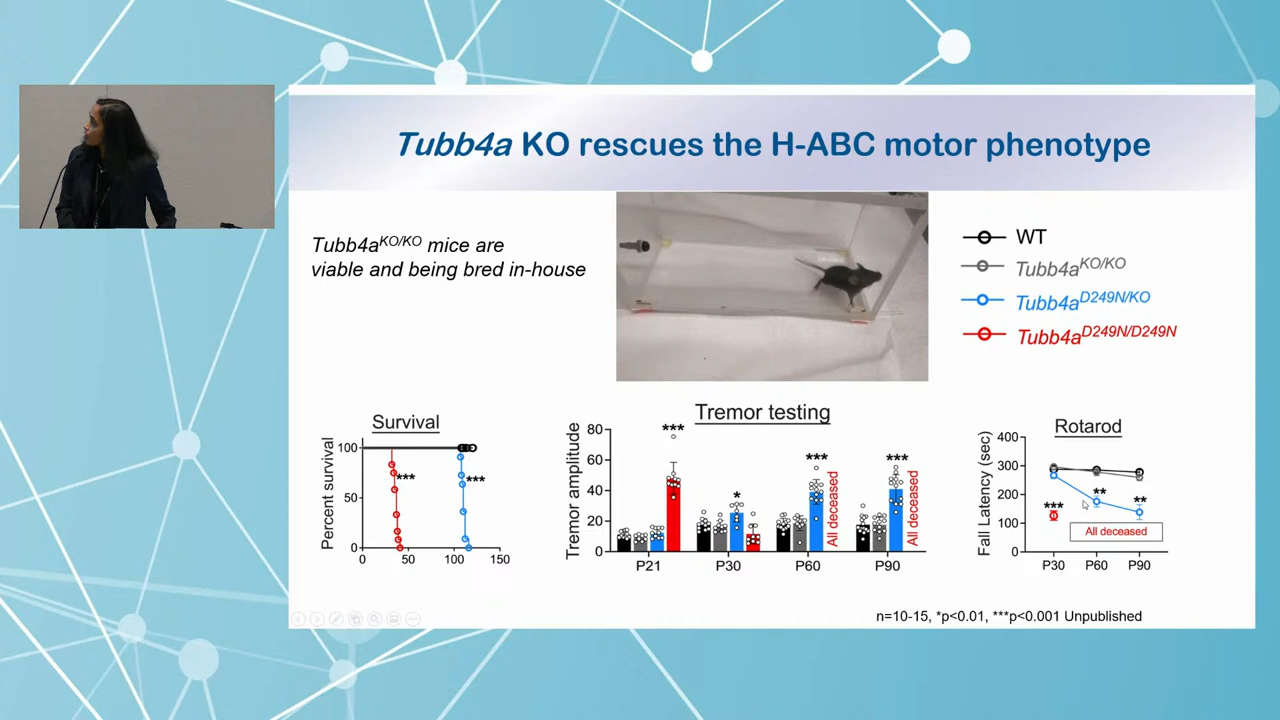 Tubb4a KO rescues the H-ABC motor phenotype
Tubb4aKO/KO mice are
viable and being bred in-house
WT
Tubb4aKO/KO
Tubb4aD249N/KO
Tubb4aD249N/D249N
Survival
Percent survival
100
50
0
***
***
0
50
100
150
Tremor testing
Tremor amplitude
80
60
40
20
0
***
*
***
***
All deceased
All deceased
P21
P30
P60
P90
Rotarod
Fall Latency (sec)
400
300
200
100
0
***
**
**
All deceased
P30
P60
P90
n=10-15, *p<0.01, ***p<0.001 Unpublished